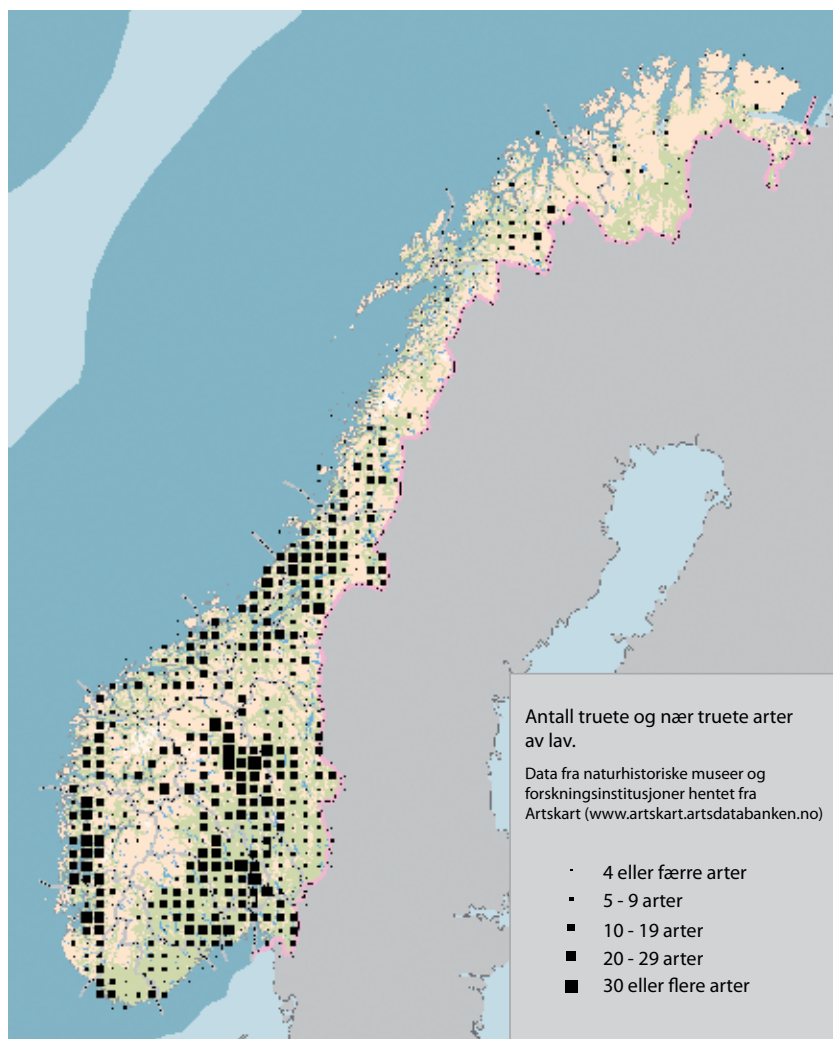 Antall truete og nær truete arter
av lav.
Data fra naturhistoriske museer og
forskningsinstitusjoner hentet fra
Artskart (www.artskart.artsdatabanken.no)
4 eller færre arter
5 - 9 arter
10 - 19 arter
20 - 29 arter
30 eller flere arter